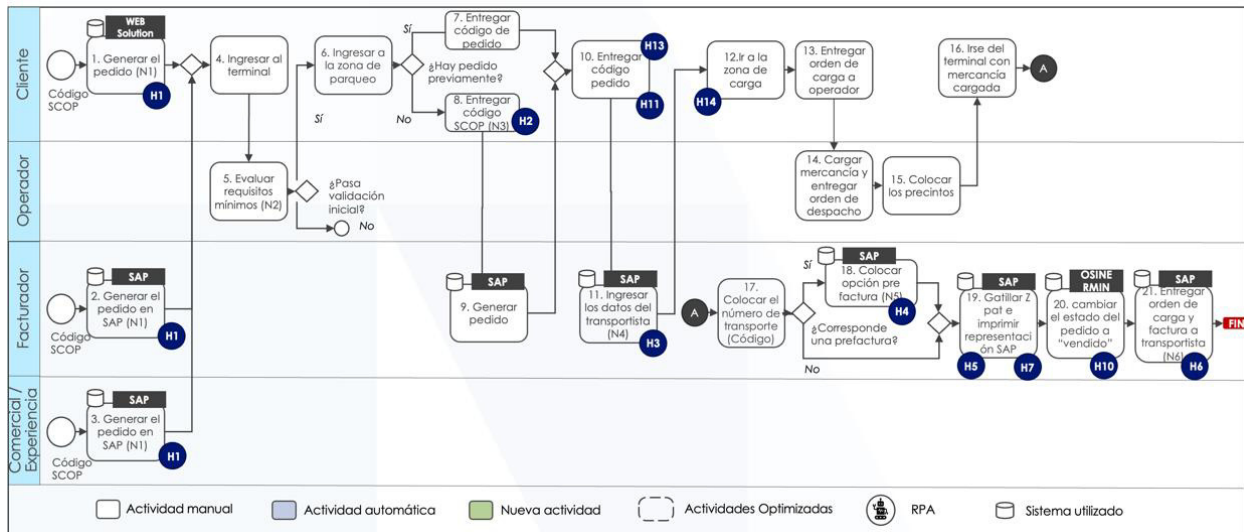 Cliente
WEB
Solution
1. Generar el
pedido (N1)
H1
Código
SCOP
4. Ingresar al
terminal
6. Ingresar a
la zona de
parqueo
Sí
Sí
7. Entregar
código de
pedido
¿Hay pedido
previamente?
No
8. Entregar
código
SCOP (N3)
H2
10. Entregar
código
pedido
H13
H11
12.Ir a la
zona de
carga
H14
13. Entregar
orden de
carga a
operador
16. Irse del
terminal con
mercancía
cargada
A
Operador
5. Evaluar
requisitos
mínimos (N2)
¿Pasa
validación
inicial?
No
14. Cargar
mercancía y
entregar
orden de
despacho
15. Colocar
los precintos
Facturador
SAP
2. Generar el
pedido en
SAP (N1)
H1
Código
SCOP
SAP
9. Generar
pedido
SAP
11. Ingresar
los datos del
transportista
(N4)
H3
A
17.
Colocar el
número de
transporte
(Código)
Sí
SAP
18. Colocar
opción pre
factura (N5)
H4
¿Corresponde
una prefactura?
No
SAP
19. Gatillar Z
pat e
imprimir
representa
ción SAP
H5
H7
OSINE
RMIN
20. cambiar
el estado del
pedido a
"vendido"
H10
SAP
21. Entregar
orden de
carga y
factura a
transportista
(N6)
H6
FIN
Comercial /
Experiencia
SAP
3. Generar el
pedido en
SAP (N1)
H1
Código
SCOP
Actividad manual
Actividad automática
Nueva actividad
Actividades Optimizadas
RPA
Sistema utilizado